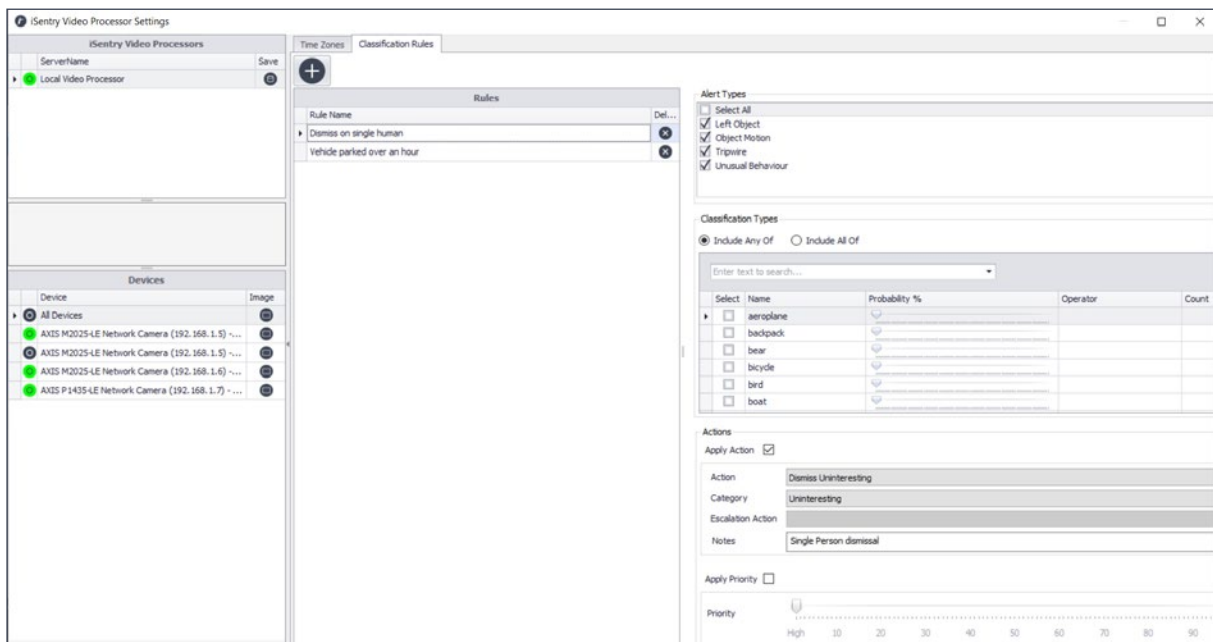 iSentry Video Processor Settings
iSentry Video Processors
ServerName Save
Local Video Processor
Devices
Device Image
All Devices
AXIS M2025-LE Network Camera (192.168.1.5) -...
AXIS M2025-LE Network Camera (192.168.1.5) -...
AXIS M2025-LE Network Camera (192.168.1.6) -...
AXIS P1435-LE Network Camera (192.168.1.7) - ...
Time Zones Classification Rules
Rules
Rule Name Del...
Dismiss on single human
Vehicle parked over an hour
Alert Types
Select All
Left Object
Object Motion
Tripwire
Unusual Behaviour
Classification Types
Include Any Of Include All Of
Enter text to search...
Select Name Probability % Operator Count
aeroplane
backpack
bear
bicycle
bird
boat
Actions
Apply Action
Action Dismiss Uninteresting
Category Uninteresting
Escalation Action
Notes Single Person dismissal
Apply Priority
Priority
High 10 20 30 40 50 60 70 80 90